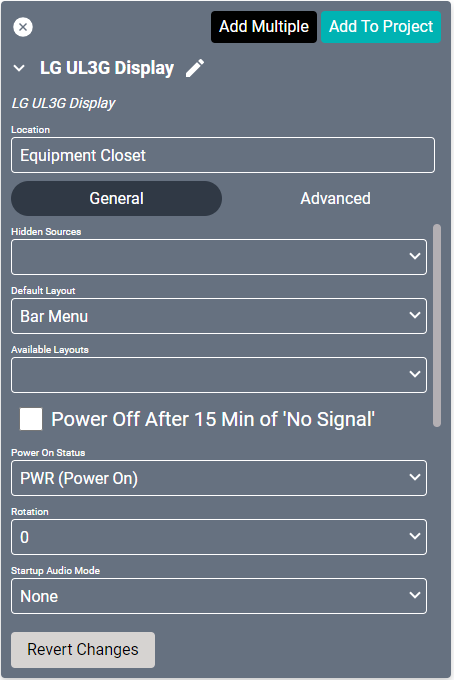 Add Multiple
Add To Project
LG UL3G Display
LG UL3G Display
Location
Equipment Closet
General
Advanced
Hidden Sources
Default Layout
Bar Menu
Available Layouts
Power Off After 15 Min of 'No Signal'
Power On Status
PWR (Power On)
Rotation
0
Startup Audio Mode
None
Revert Changes